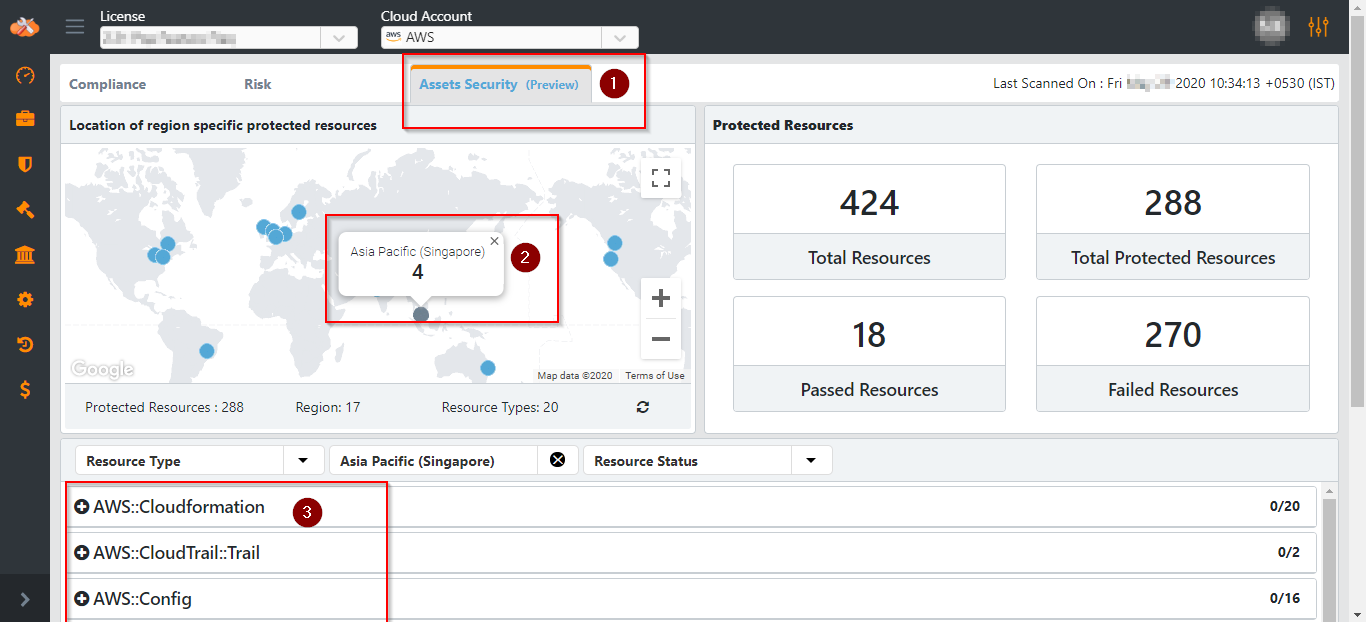 License
Cloud Account
aws AWS
Compliance
Risk
Assets Security (Preview)
1
Last Scanned On : Fri 2020 10:34:13 +0530 (IST)
Location of region specific protected resources
Protected Resources
Asia Pacific (Singapore)
4
2
Google
Map data ©2020
Terms of Use
Protected Resources : 288
Region: 17
Resource Types: 20
424
Total Resources
288
Total Protected Resources
18
Passed Resources
270
Failed Resources
Resource Type
Asia Pacific (Singapore)
Resource Status
AWS::Cloudformation
3
0/20
AWS::CloudTrail::Trail
0/2
AWS::Config
0/16